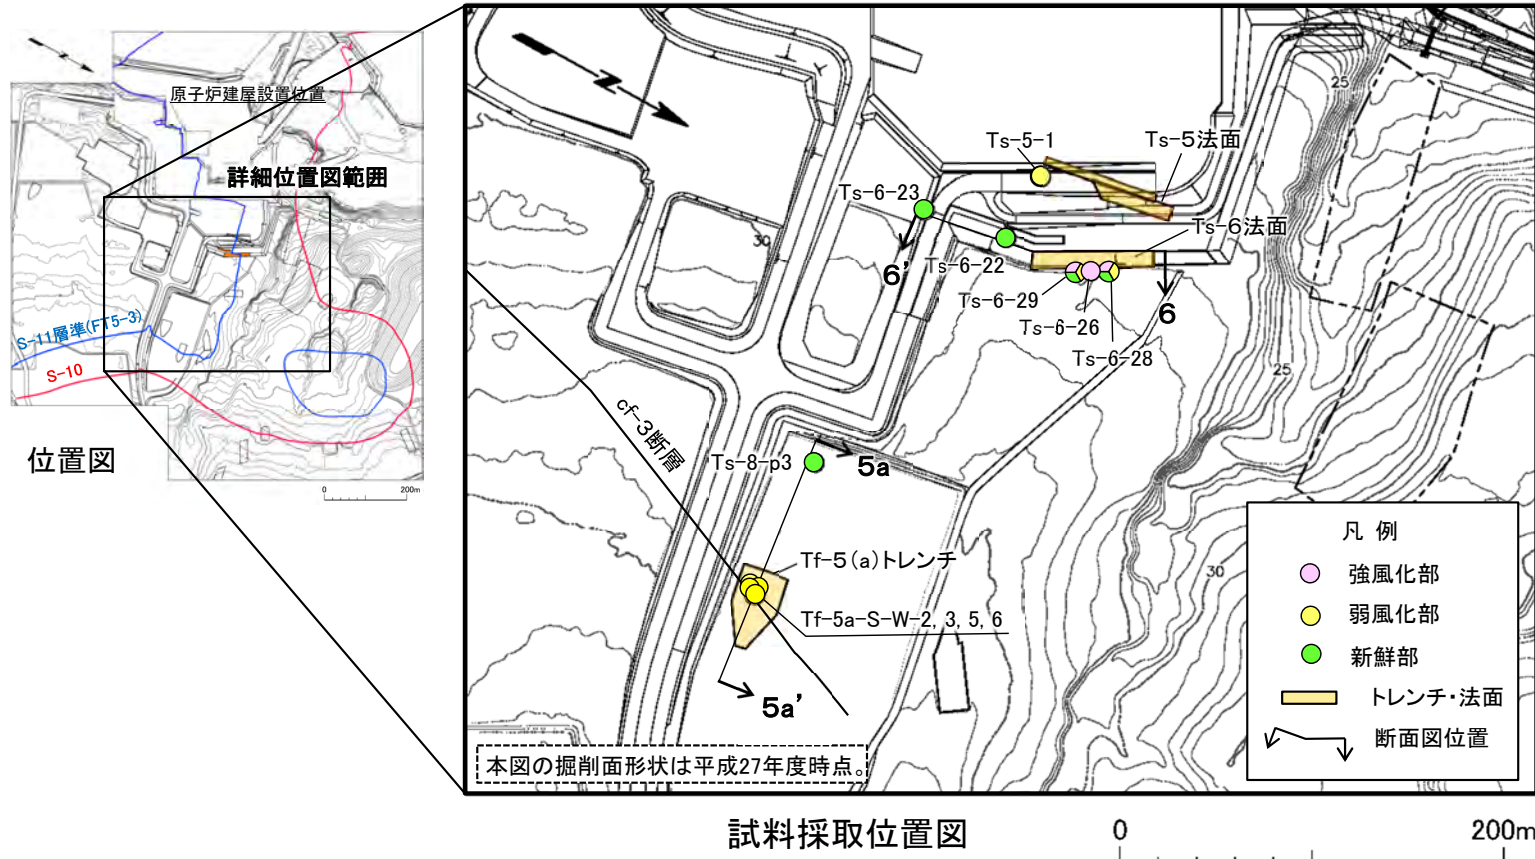 N
原子炉建屋設置位置
詳細位置図範囲
S-11層準(FT5-3)
S-10
位置図
0 200m
N
30
25
Ts-5-1
Ts-5法面
Ts-6-23
Ts-6法面
Ts-6-22
6'
Ts-6-29
6
Ts-6-26
Ts-6-28
25
cf-3断層
Ts-8-p3
5a
30
Tf-5(a)トレンチ
Tf-5a-S-W-2, 3, 5, 6
5a'
本図の掘削面形状は平成27年度時点。
凡 例
強風化部
弱風化部
新鮮部
トレンチ・法面
断面図位置
試料採取位置図
0 200m